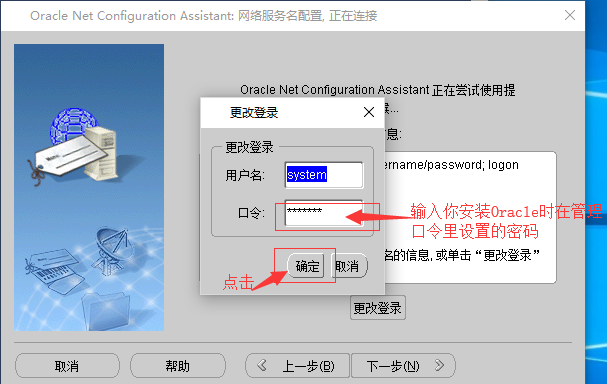 Oracle Net Configuration Assistant: 网络服务名配置, 正在连接
Oracle Net Configuration Assistant 正在尝试使用提
候...
更改登录
息:
更改登录
ername/password; logon
用户名: system
口令: *******
输入你安装Oracle时在管理
口令里设置的密码
名的信息, 或单击 “更改登录”
确定 取消
点击
更改登录
取消 帮助 上一步(B) 下一步(N)